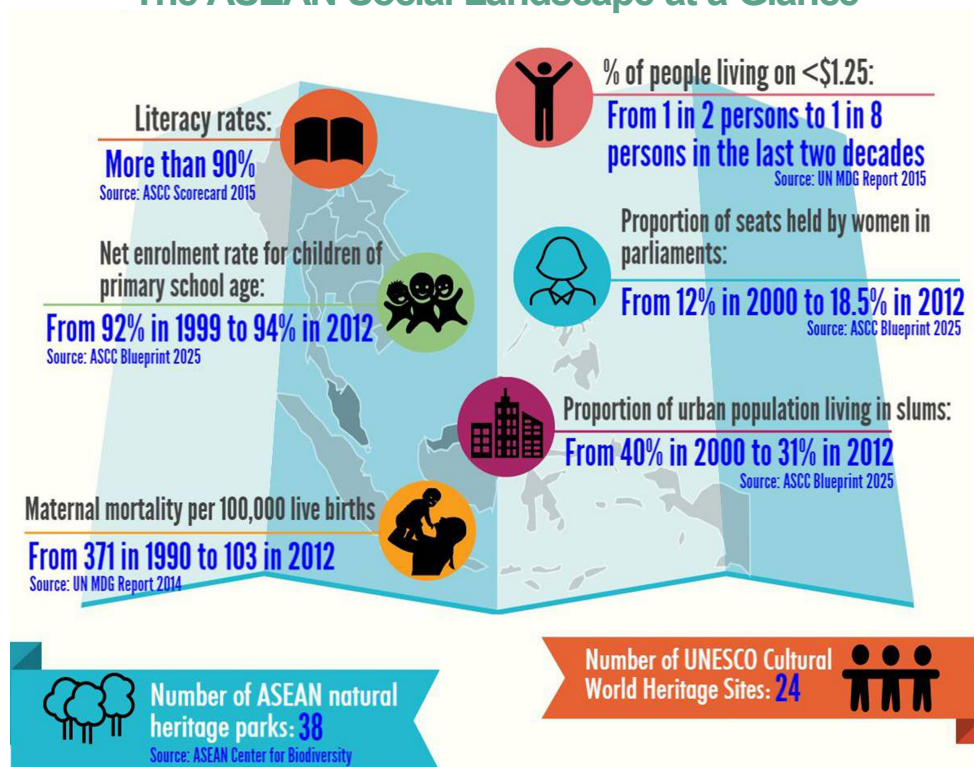 The ASEAN Social Landscape at a Glance
Literacy rates:
More than 90%
Source: ASCC Scorecard 2015
% of people living on <$1.25:
From 1 in 2 persons to 1 in 8
persons in the last two decades
Source: UN MDG Report 2015
Net enrolment rate for children of
primary school age:
From 92% in 1999 to 94% in 2012
Source: ASCC Blueprint 2025
Proportion of seats held by women in
parliaments:
From 12% in 2000 to 18.5% in 2012
Source: ASCC Blueprint 2025
Proportion of urban population living in slums:
From 40% in 2000 to 31% in 2012
Source: ASCC Blueprint 2025
Maternal mortality per 100,000 live births
From 371 in 1990 to 103 in 2012
Source: UN MDG Report 2014
Number of ASEAN natural
heritage parks: 38
Source: ASEAN Center for Biodiversity
Number of UNESCO Cultural
World Heritage Sites: 24